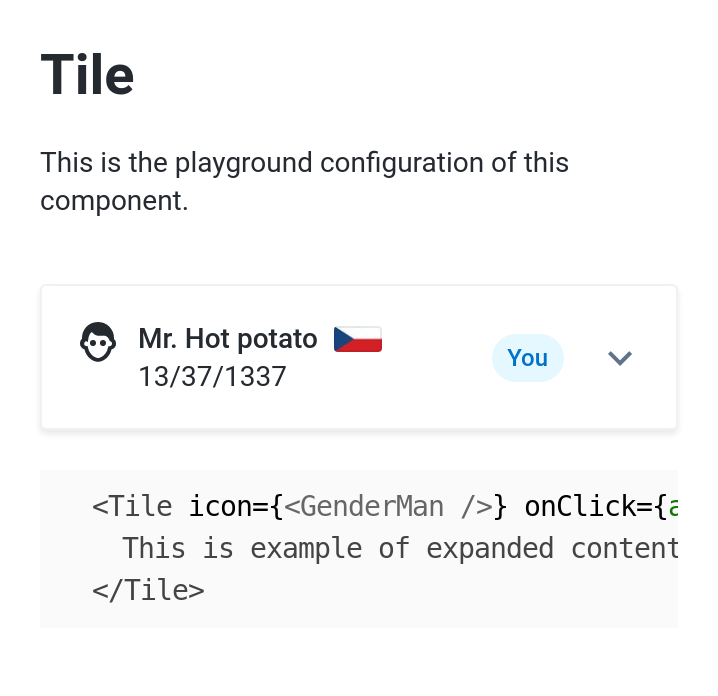 Tile
This is the playground configuration of this
component.
Mr. Hot potato
13/37/1337
You
<Tile icon={<GenderMan />} onClick={a
This is example of expanded content
</Tile>